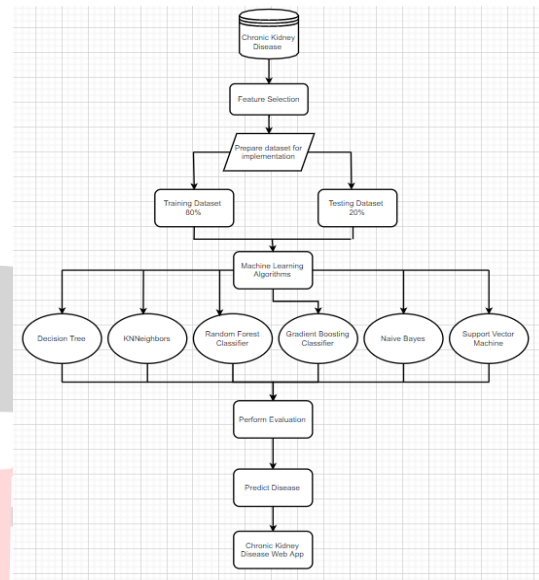 Chronic Kidney
Disease
Feature Selection
Prepare dataset for
implementation
Training Dataset
80%
Testing Dataset
20%
Machine Learning
Algorithms
Decision Tree
KNNeighbors
Random Forest
Classifier
Gradient Boosting
Classifier
Naive Bayes
Support Vector
Machine
Perform Evaluation
Predict Disease
Chronic Kidney
Disease Web App